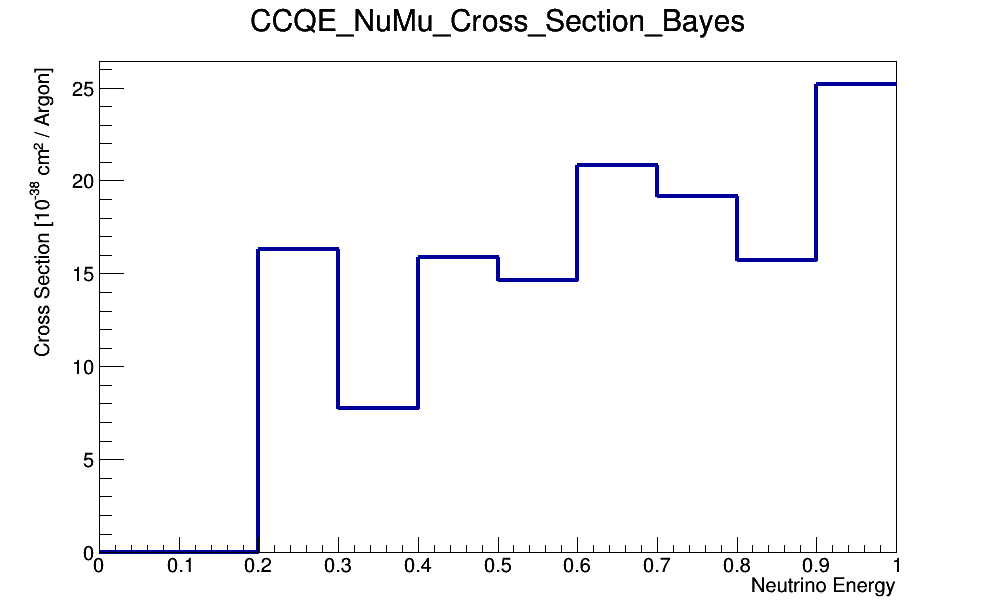 CCQE_NuMu_Cross_Section_Bayes
Cross Section [10⁻³⁸ cm² / Argon]
25
20
15
10
5
0
0 0.1 0.2 0.3 0.4 0.5 0.6 0.7 0.8 0.9 1
Neutrino Energy